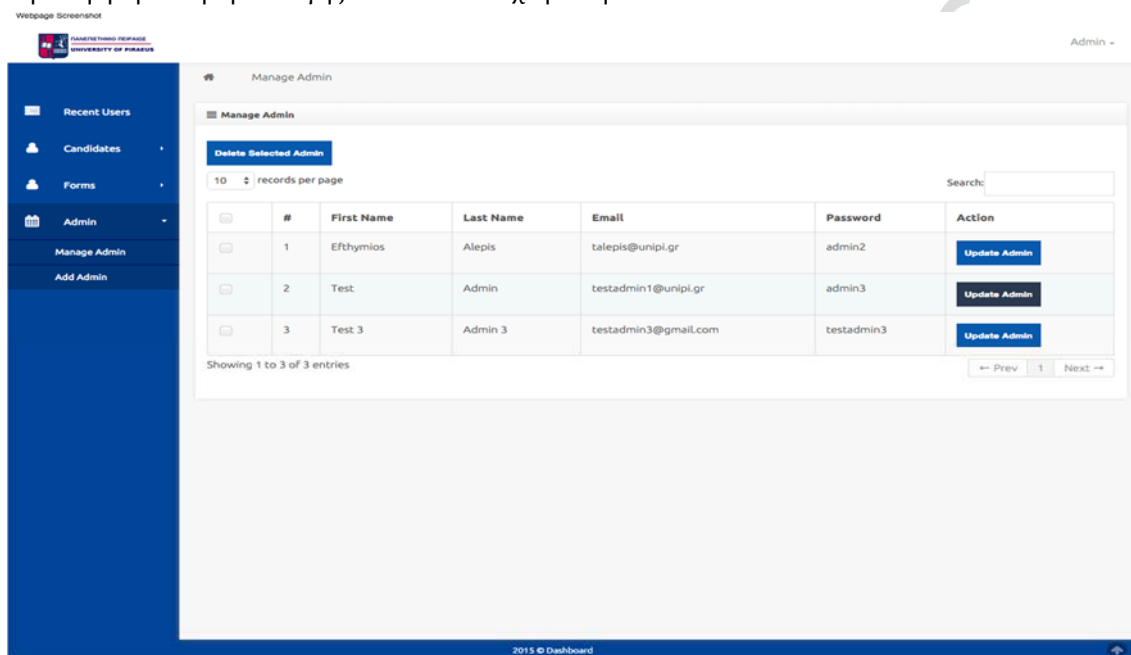 Webpage Screenshot
ΠΑΝΕΠΙΣΤΗΜΙΟ ΠΕΙΡΑΙΩΣ
UNIVERSITY OF PIRAEUS
Admin
Manage Admin
Recent Users
Candidates
Forms
Admin
Manage Admin
Add Admin
Manage Admin
Delete Selected Admin
10 records per page
Search:
# First Name Last Name Email Password Action
1 Efthymios Alepis talepis@unipi.gr admin2 Update Admin
2 Test Admin testadmin1@unipi.gr admin3 Update Admin
3 Test 3 Admin 3 testadmin3@gmail.com testadmin3 Update Admin
Showing 1 to 3 of 3 entries
← Prev 1 Next →
2015 © Dashboard